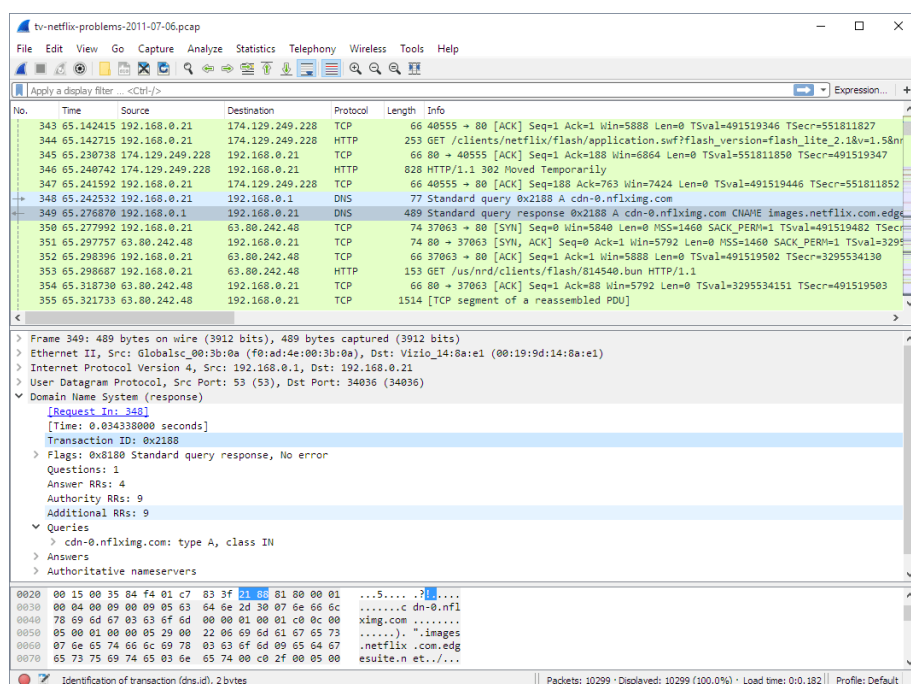 tv-netflix-problems-2011-07-06.pcap
File Edit View Go Capture Analyze Statistics Telephony Wireless Tools Help
Apply a display filter ... <Ctrl-/> Expression... +
No. Time Source Destination Protocol Length Info
343 65.142415 192.168.0.21 174.129.249.228 TCP 66 40555 → 80 [ACK] Seq=1 Ack=1 Win=5888 Len=0 TSval=491519346 TSecr=551811827
344 65.142715 192.168.0.21 174.129.249.228 HTTP 253 GET /clients/netflix/flash/application.swf?flash_version=flash_lite_2.1&v=1.5&nr
345 65.230738 174.129.249.228 192.168.0.21 TCP 66 80 → 40555 [ACK] Seq=1 Ack=188 Win=6864 Len=0 TSval=551811850 TSecr=491519347
346 65.240742 174.129.249.228 192.168.0.21 HTTP 828 HTTP/1.1 302 Moved Temporarily
347 65.241592 192.168.0.21 174.129.249.228 TCP 66 40555 → 80 [ACK] Seq=188 Ack=763 Win=7424 Len=0 TSval=491519446 TSecr=551811852
348 65.242532 192.168.0.21 192.168.0.1 DNS 77 Standard query 0x2188 A cdn-0.nflximg.com
349 65.276870 192.168.0.1 192.168.0.21 DNS 489 Standard query response 0x2188 A cdn-0.nflximg.com CNAME images.netflix.com.edge
350 65.277992 192.168.0.21 63.80.242.48 TCP 74 37063 → 80 [SYN] Seq=0 Win=5840 Len=0 MSS=1460 SACK_PERM=1 TSval=491519482 TSecr
351 65.297757 63.80.242.48 192.168.0.21 TCP 74 80 → 37063 [SYN, ACK] Seq=0 Ack=1 Win=5792 Len=0 MSS=1460 SACK_PERM=1 TSval=3295
352 65.298396 192.168.0.21 63.80.242.48 TCP 66 37063 → 80 [ACK] Seq=1 Ack=1 Win=5888 Len=0 TSval=491519502 TSecr=3295534130
353 65.298687 192.168.0.21 63.80.242.48 HTTP 153 GET /us/nrd/clients/flash/814540.bun HTTP/1.1
354 65.318730 63.80.242.48 192.168.0.21 TCP 66 80 → 37063 [ACK] Seq=1 Ack=88 Win=5792 Len=0 TSval=3295534151 TSecr=491519503
355 65.321733 63.80.242.48 192.168.0.21 TCP 1514 [TCP segment of a reassembled PDU]
Frame 349: 489 bytes on wire (3912 bits), 489 bytes captured (3912 bits)
Ethernet II, Src: Globalsc_00:3b:0a (f0:ad:4e:00:3b:0a), Dst: Vizio_14:8a:e1 (00:19:9d:14:8a:e1)
Internet Protocol Version 4, Src: 192.168.0.1, Dst: 192.168.0.21
User Datagram Protocol, Src Port: 53 (53), Dst Port: 34036 (34036)
Domain Name System (response)
[Request In: 348]
[Time: 0.034338000 seconds]
Transaction ID: 0x2188
Flags: 0x8180 Standard query response, No error
Questions: 1
Answer RRs: 4
Authority RRs: 9
Additional RRs: 9
Queries
cdn-0.nflximg.com: type A, class IN
Answers
Authoritative nameservers
0020 00 15 00 35 84 f4 01 c7 83 3f 21 88 81 80 00 01 ...5.... .?!.....
0030 00 04 00 09 00 09 05 63 64 6e 2d 30 07 6e 66 6c .......c dn-0.nfl
0040 78 69 6d 67 03 63 6f 6d 00 00 01 00 01 c0 0c 00 ximg.com ........
0050 05 00 01 00 00 05 29 00 22 06 69 6d 61 67 65 73 ......). ".images
0060 07 6e 65 74 66 6c 69 78 03 63 6f 6d 09 65 64 67 .netflix .com.edg
0070 65 73 75 69 74 65 03 6e 65 74 00 c0 2f 00 05 00 esuite.n et../...
Identification of transaction (dns.id), 2 bytes Packets: 10299 · Displayed: 10299 (100.0%) · Load time: 0:0.182 Profile: Default